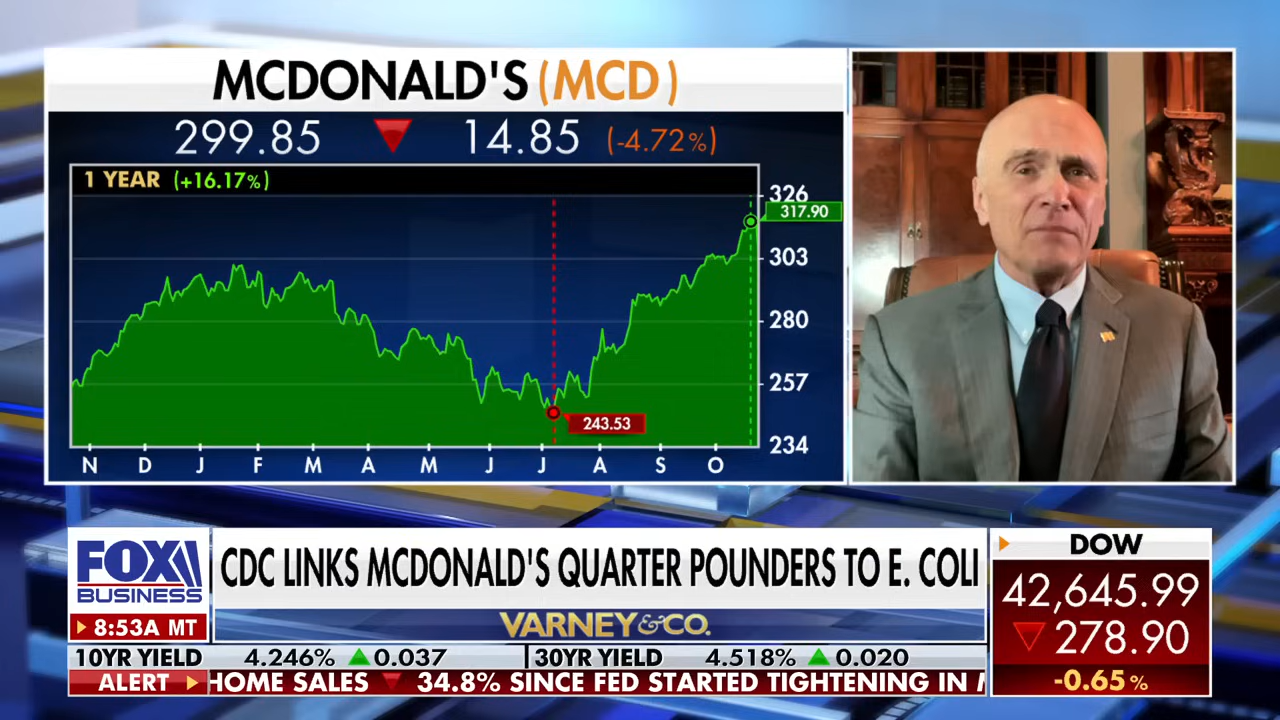 MCDONALD'S (MCD)
299.85 ▼ 14.85 (-4.72%)
1 YEAR (+16.17%)
326
317.90
303
280
257
243.53
234
N D J F M A M J J A S O
FOX
BUSINESS
8:53A MT
CDC LINKS MCDONALD'S QUARTER POUNDERS TO E. COLI
VARNEY & CO.
DOW
42,645.99
▼ 278.90
-0.65%
10YR YIELD 4.246% ▲ 0.037 30YR YIELD 4.518% ▲ 0.020
ALERT HOME SALES ▼ 34.8% SINCE FED STARTED TIGHTENING IN